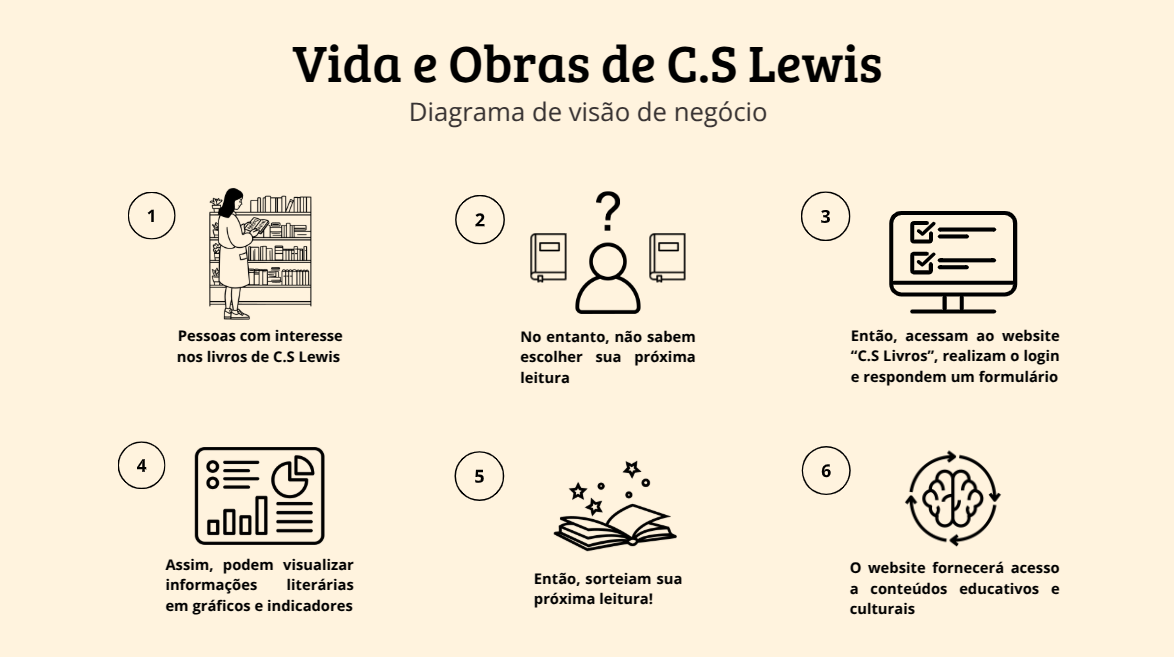 Vida e Obras de C.S Lewis
Diagrama de visão de negócio
1
Pessoas com interesse
nos livros de C.S Lewis
2
?
No entanto, não sabem
escolher sua próxima
leitura
3
Então, acessam ao website
“C.S Livros”, realizam o login
e respondem um formulário
4
Assim, podem visualizar
informações literárias
em gráficos e indicadores
5
Então, sorteiam sua
próxima leitura!
6
O website fornecerá acesso
a conteúdos educativos e
culturais